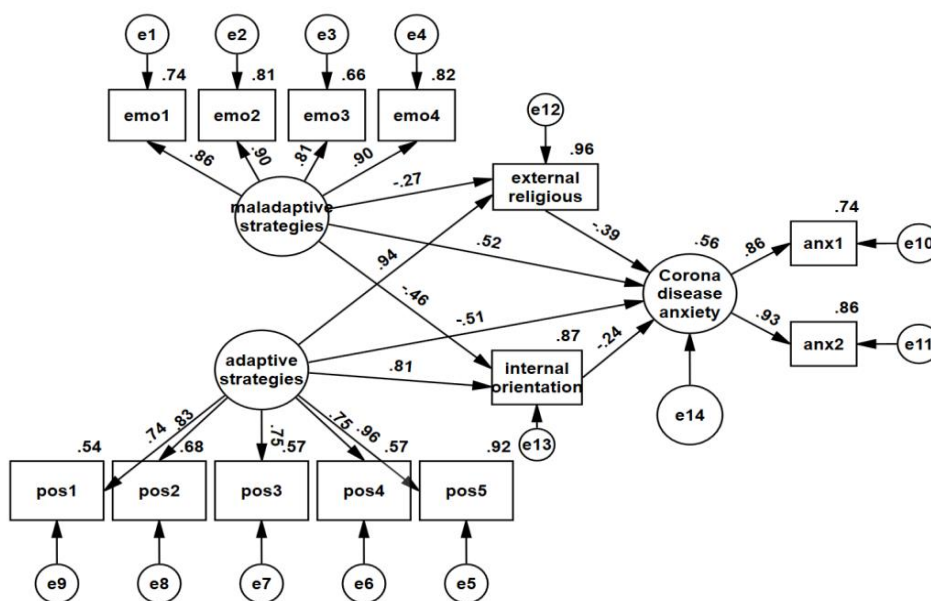 e1 e2 e3 e4
.74 .81 .66 .82
emo1 emo2 emo3 emo4
e12
.86 .90 .81 .90
.96
-.27
external
religious
maladaptive
strategies
.74
.52
-.39
.56
.86
anx1
e10
.94
-.46
Corona
disease
anxiety
.93
.86
-.51
anx2
e11
adaptive
strategies
.81
.87
-.24
internal
orientation
e14
e13
.74 .83 .75 .75 .96
.54 .68 .57 .57 .92
pos1 pos2 pos3 pos4 pos5
e9 e8 e7 e6 e5